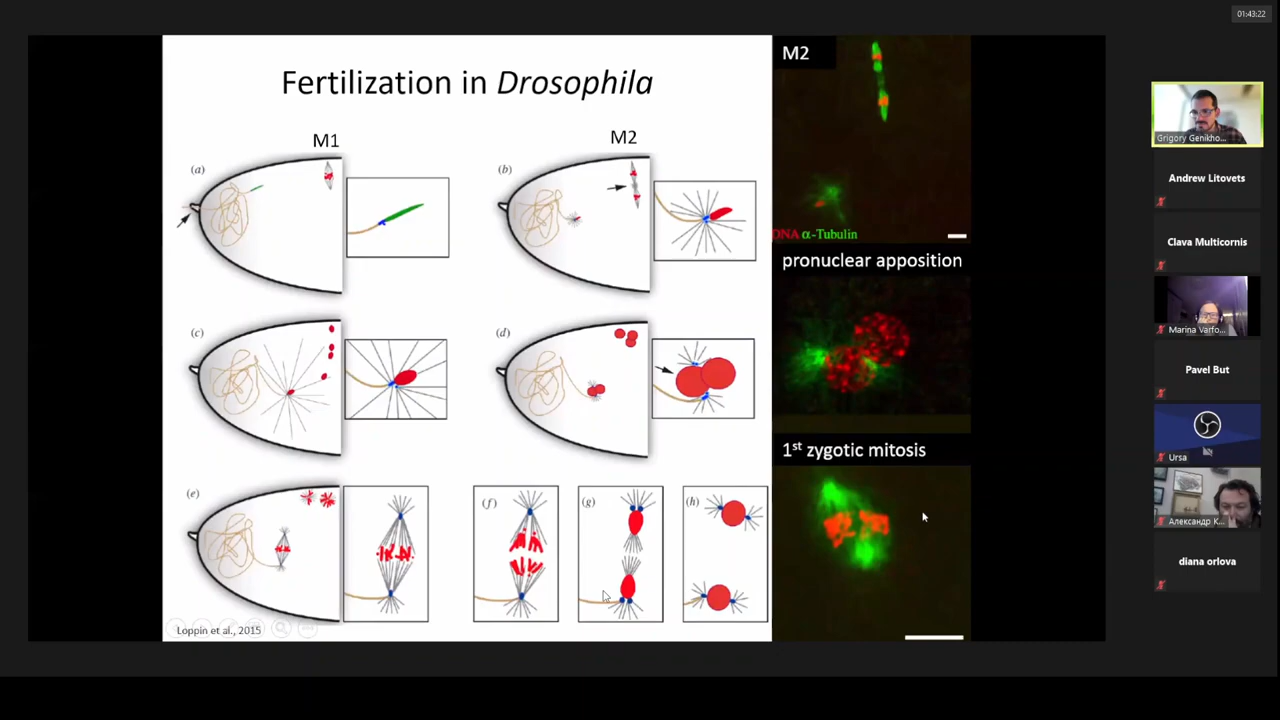 01:43:22
Fertilization in Drosophila
M1
M2
(a)
(b)
(c)
(d)
(e)
(f)
(g)
(h)
Loppin et al., 2015
M2
DNA α-Tubulin
pronuclear apposition
1st zygotic mitosis
Grigory Genikho...
Andrew Litovets
Clava Multicornis
Marina Varfo...
Pavel But
Ursa
Александр К...
diana orlova